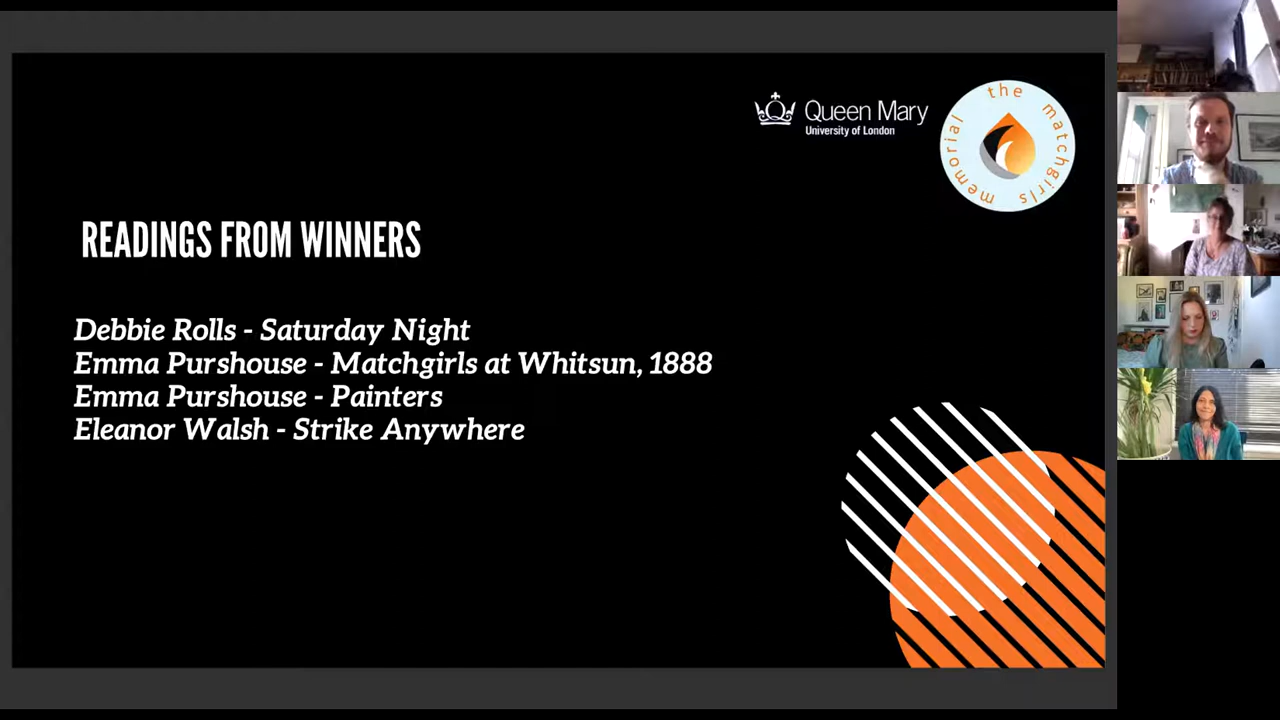 Queen Mary
University of London
the matchgirls memorial
READINGS FROM WINNERS
Debbie Rolls - Saturday Night
Emma Purshouse - Matchgirls at Whitsun, 1888
Emma Purshouse - Painters
Eleanor Walsh - Strike Anywhere